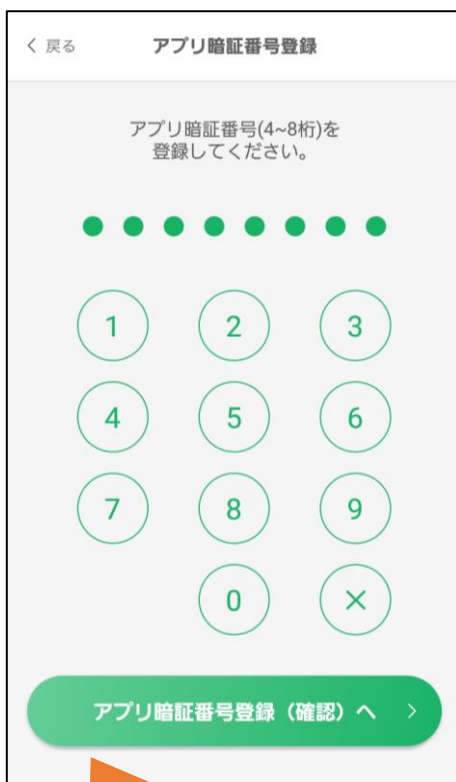 戻る アプリ暗証番号登録
アプリ暗証番号(4~8桁)を
登録してください。
1 2 3
4 5 6
7 8 9
0 ×
アプリ暗証番号登録（確認）へ